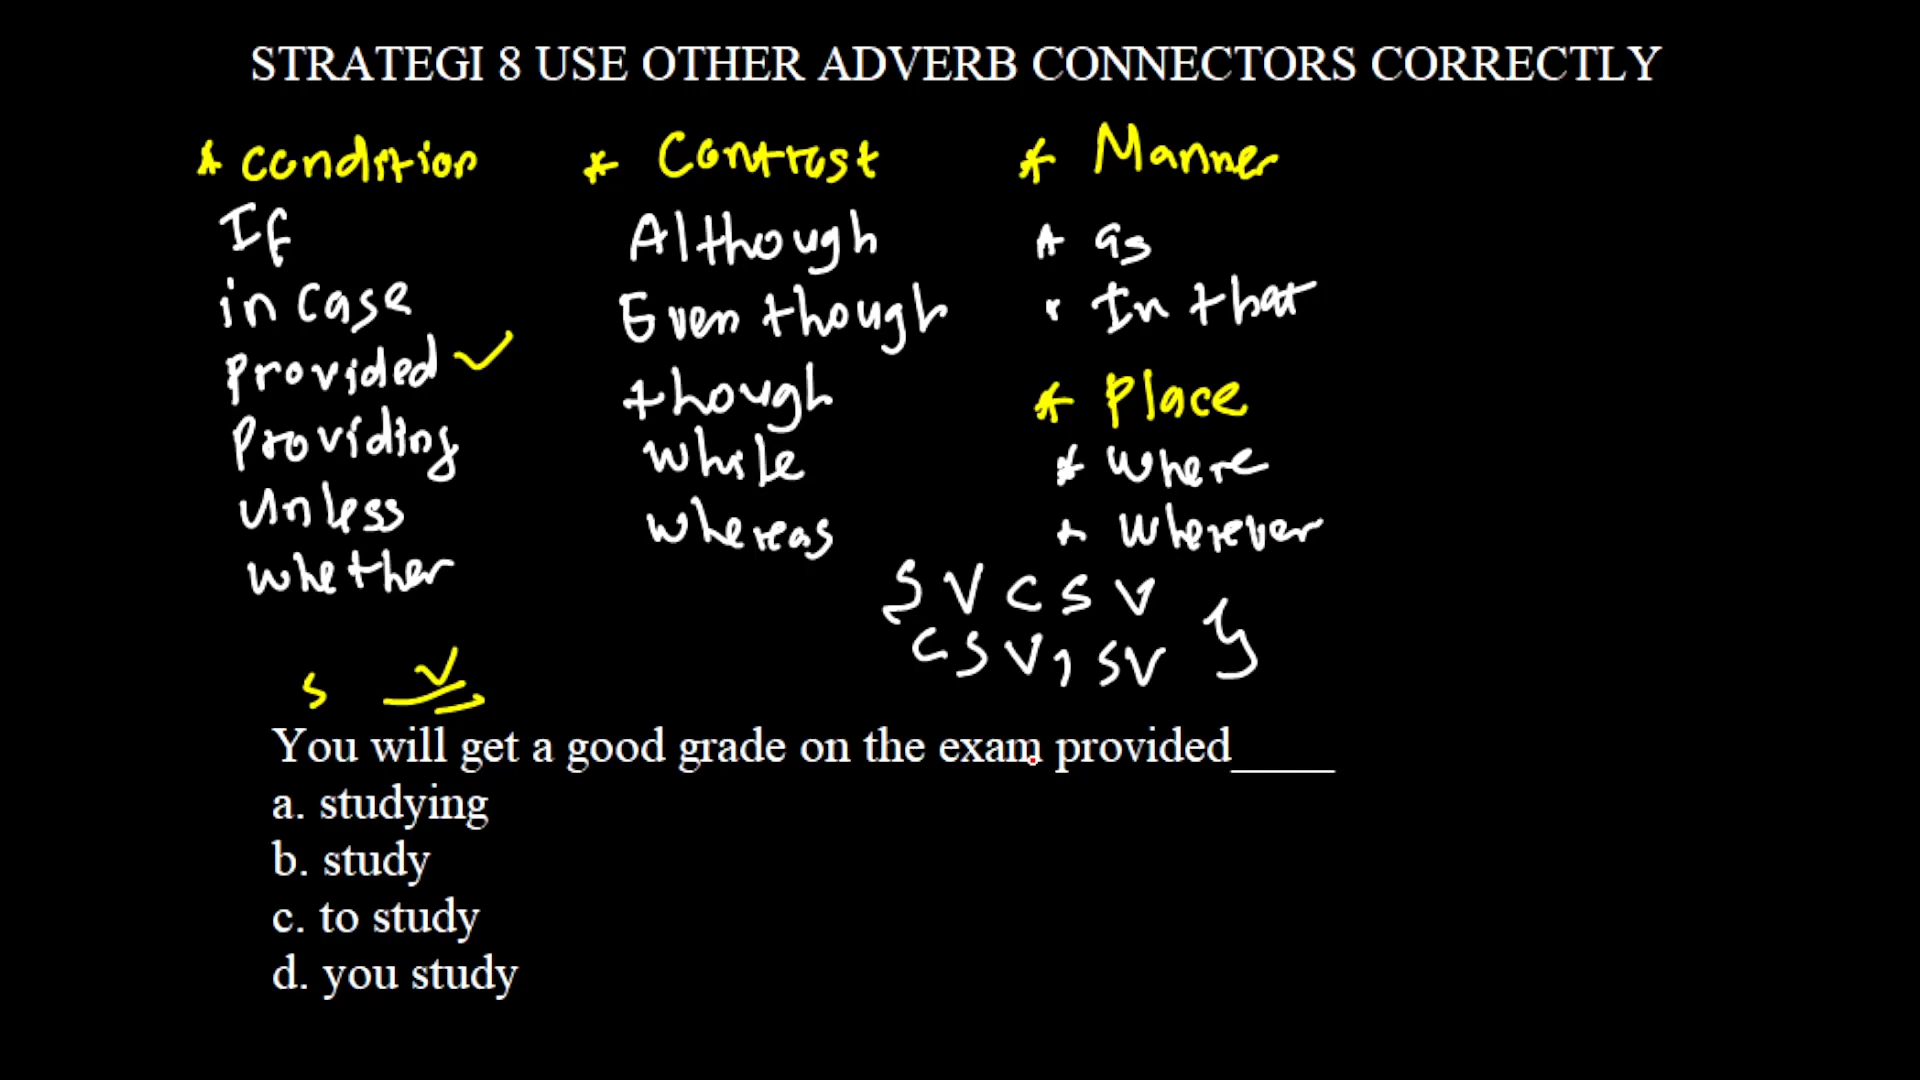 STRATEGI 8 USE OTHER ADVERB CONNECTORS CORRECTLY
* Condition
If
in case
Provided ✓
Providing
Unless
whether
* Contrast
Although
Even though
though
While
whereas
* Manner
* as
* In that
* Place
* Where
* Wherever
S V C S V
C S V , S V }
S V
You will get a good grade on the exam provided____
a. studying
b. study
c. to study
d. you study